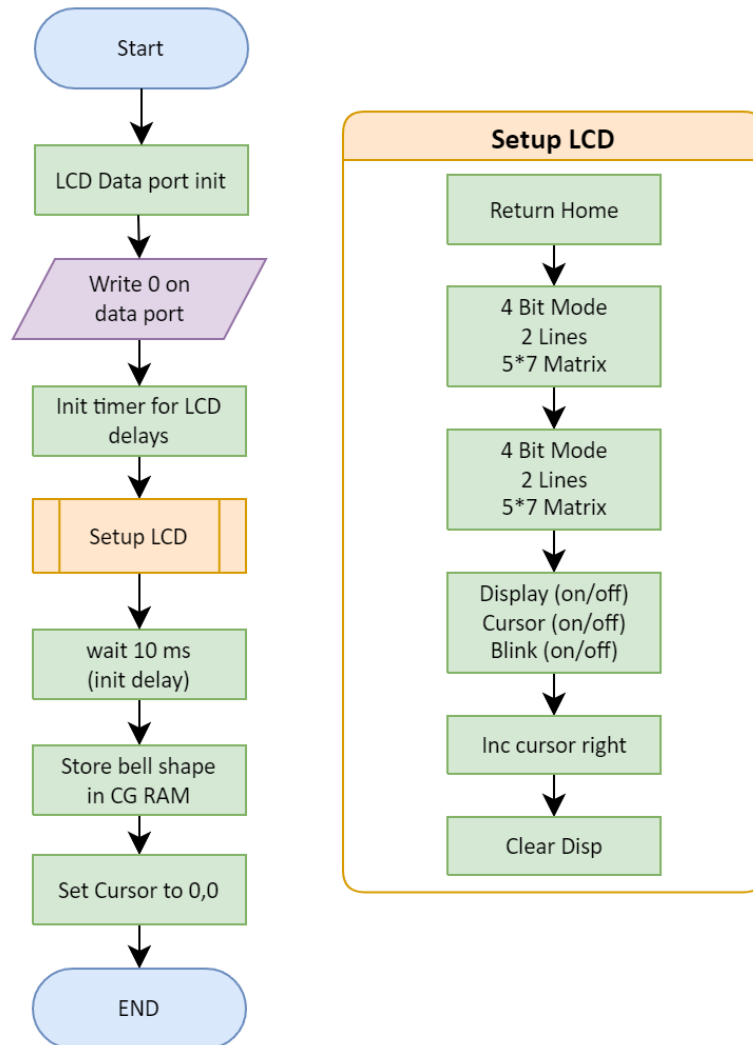 Start
LCD Data port init
Write 0 on
data port
Init timer for LCD
delays
Setup LCD
wait 10 ms
(init delay)
Store bell shape
in CG RAM
Set Cursor to 0,0
END
Setup LCD
Return Home
4 Bit Mode
2 Lines
5*7 Matrix
4 Bit Mode
2 Lines
5*7 Matrix
Display (on/off)
Cursor (on/off)
Blink (on/off)
Inc cursor right
Clear Disp